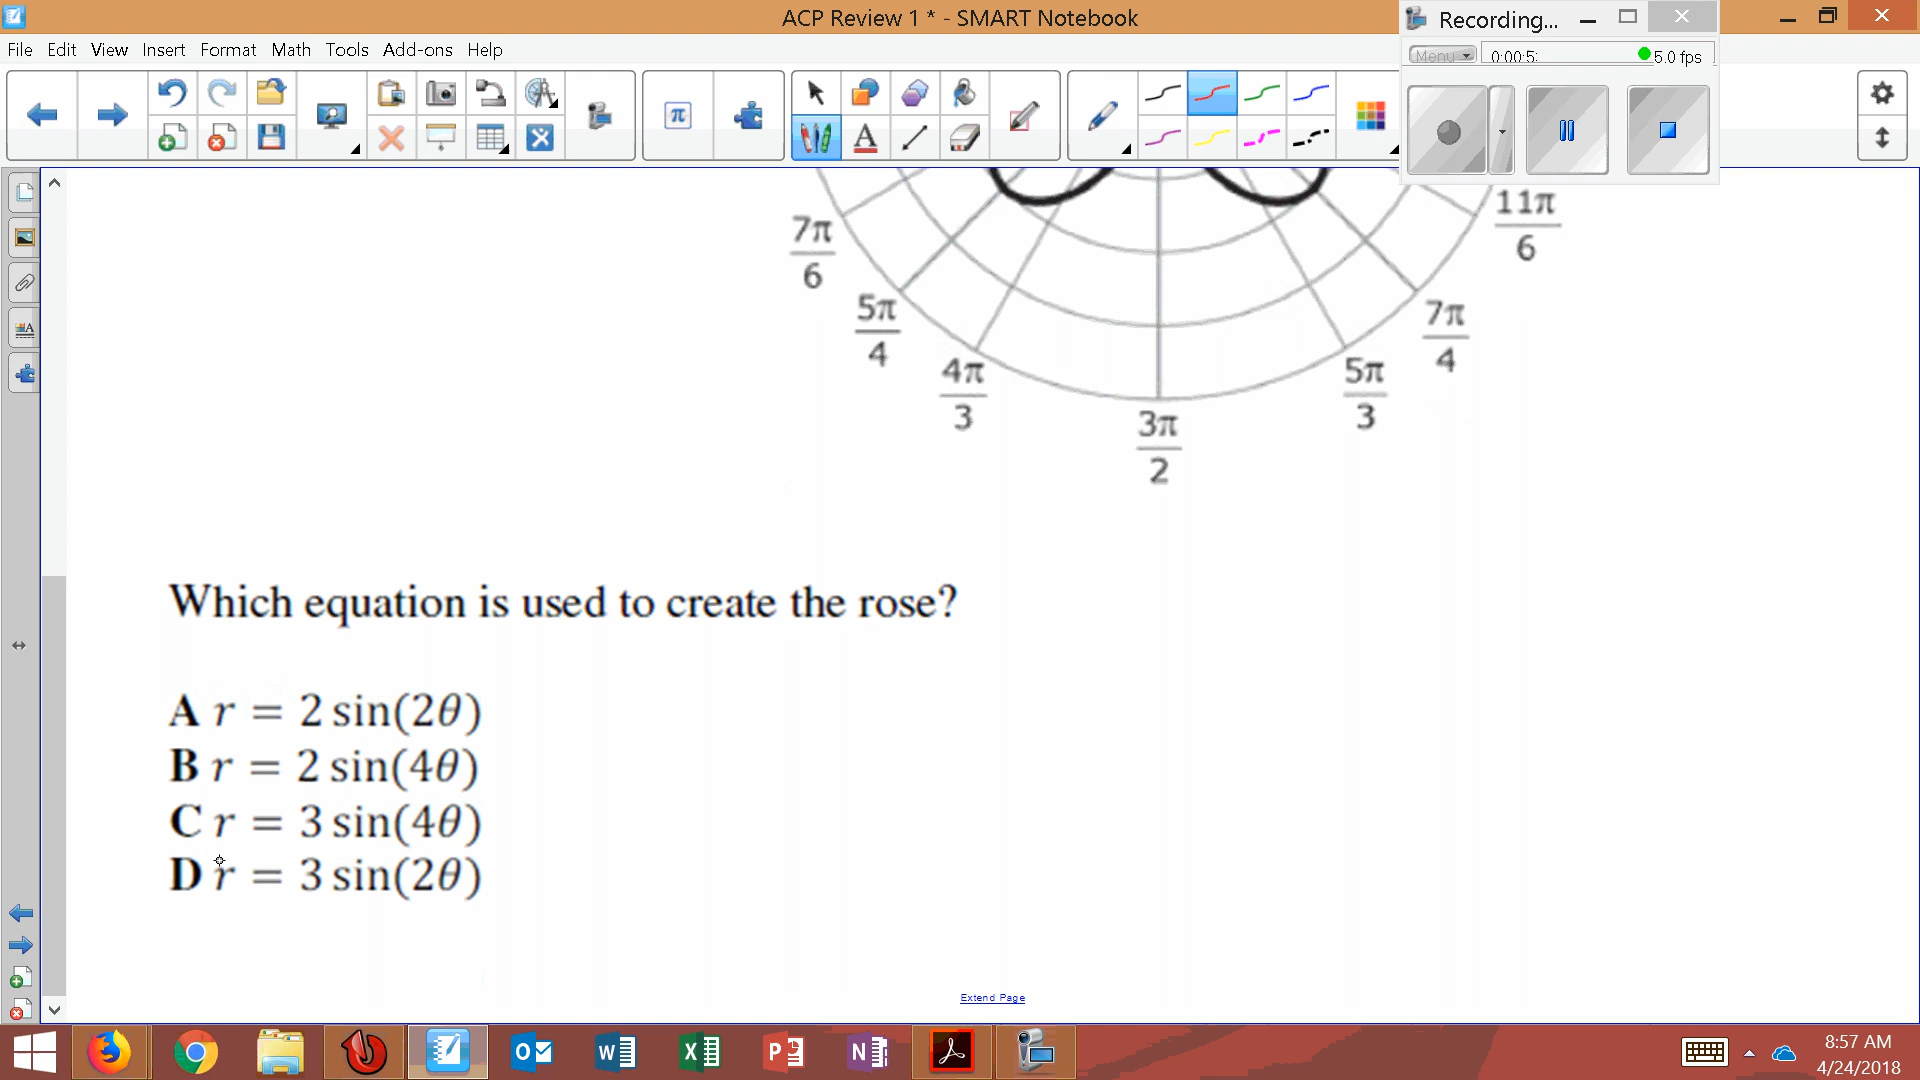 ACP Review 1 * - SMART Notebook
Recording...
File Edit View Insert Format Math Tools Add-ons Help
Menu 0:00:5: 5.0 fps
7π/6
11π/6
5π/4
7π/4
4π/3
5π/3
3π/2
Which equation is used to create the rose?
A r = 2 sin(2θ)
B r = 2 sin(4θ)
C r = 3 sin(4θ)
D r = 3 sin(2θ)
Extend Page
8:57 AM
4/24/2018